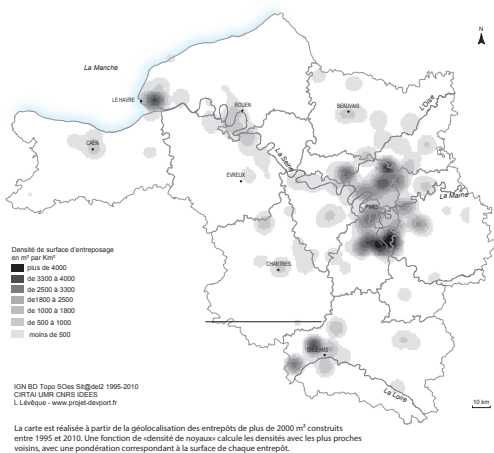 N
La Manche
LE HAVRE
ROUEN
BEAUVAIS
L'Oise
CAEN
La Seine
EVREUX
PARIS
La Marne
Densité de surface d'entreposage
en m² par Km²
plus de 4000
de 3300 à 4000
de 2500 à 3300
de1800 à 2500
de 1000 à 1800
de 500 à 1000
moins de 500
CHARTRES
ORLEANS
La Loire
10 km
IGN BD Topo SOes Sit@del2 1995-2010
CIRTAI UMR CNRS IDEES
L Lévêque - www.projet-devport.fr
La carte est réalisée à partir de la géolocalisation des entrepôts de plus de 2000 m² construits
entre 1995 et 2010. Une fonction de «densité de noyaux» calcule les densités avec les plus proches
voisins, avec une pondération correspondant à la surface de chaque entrepôt.